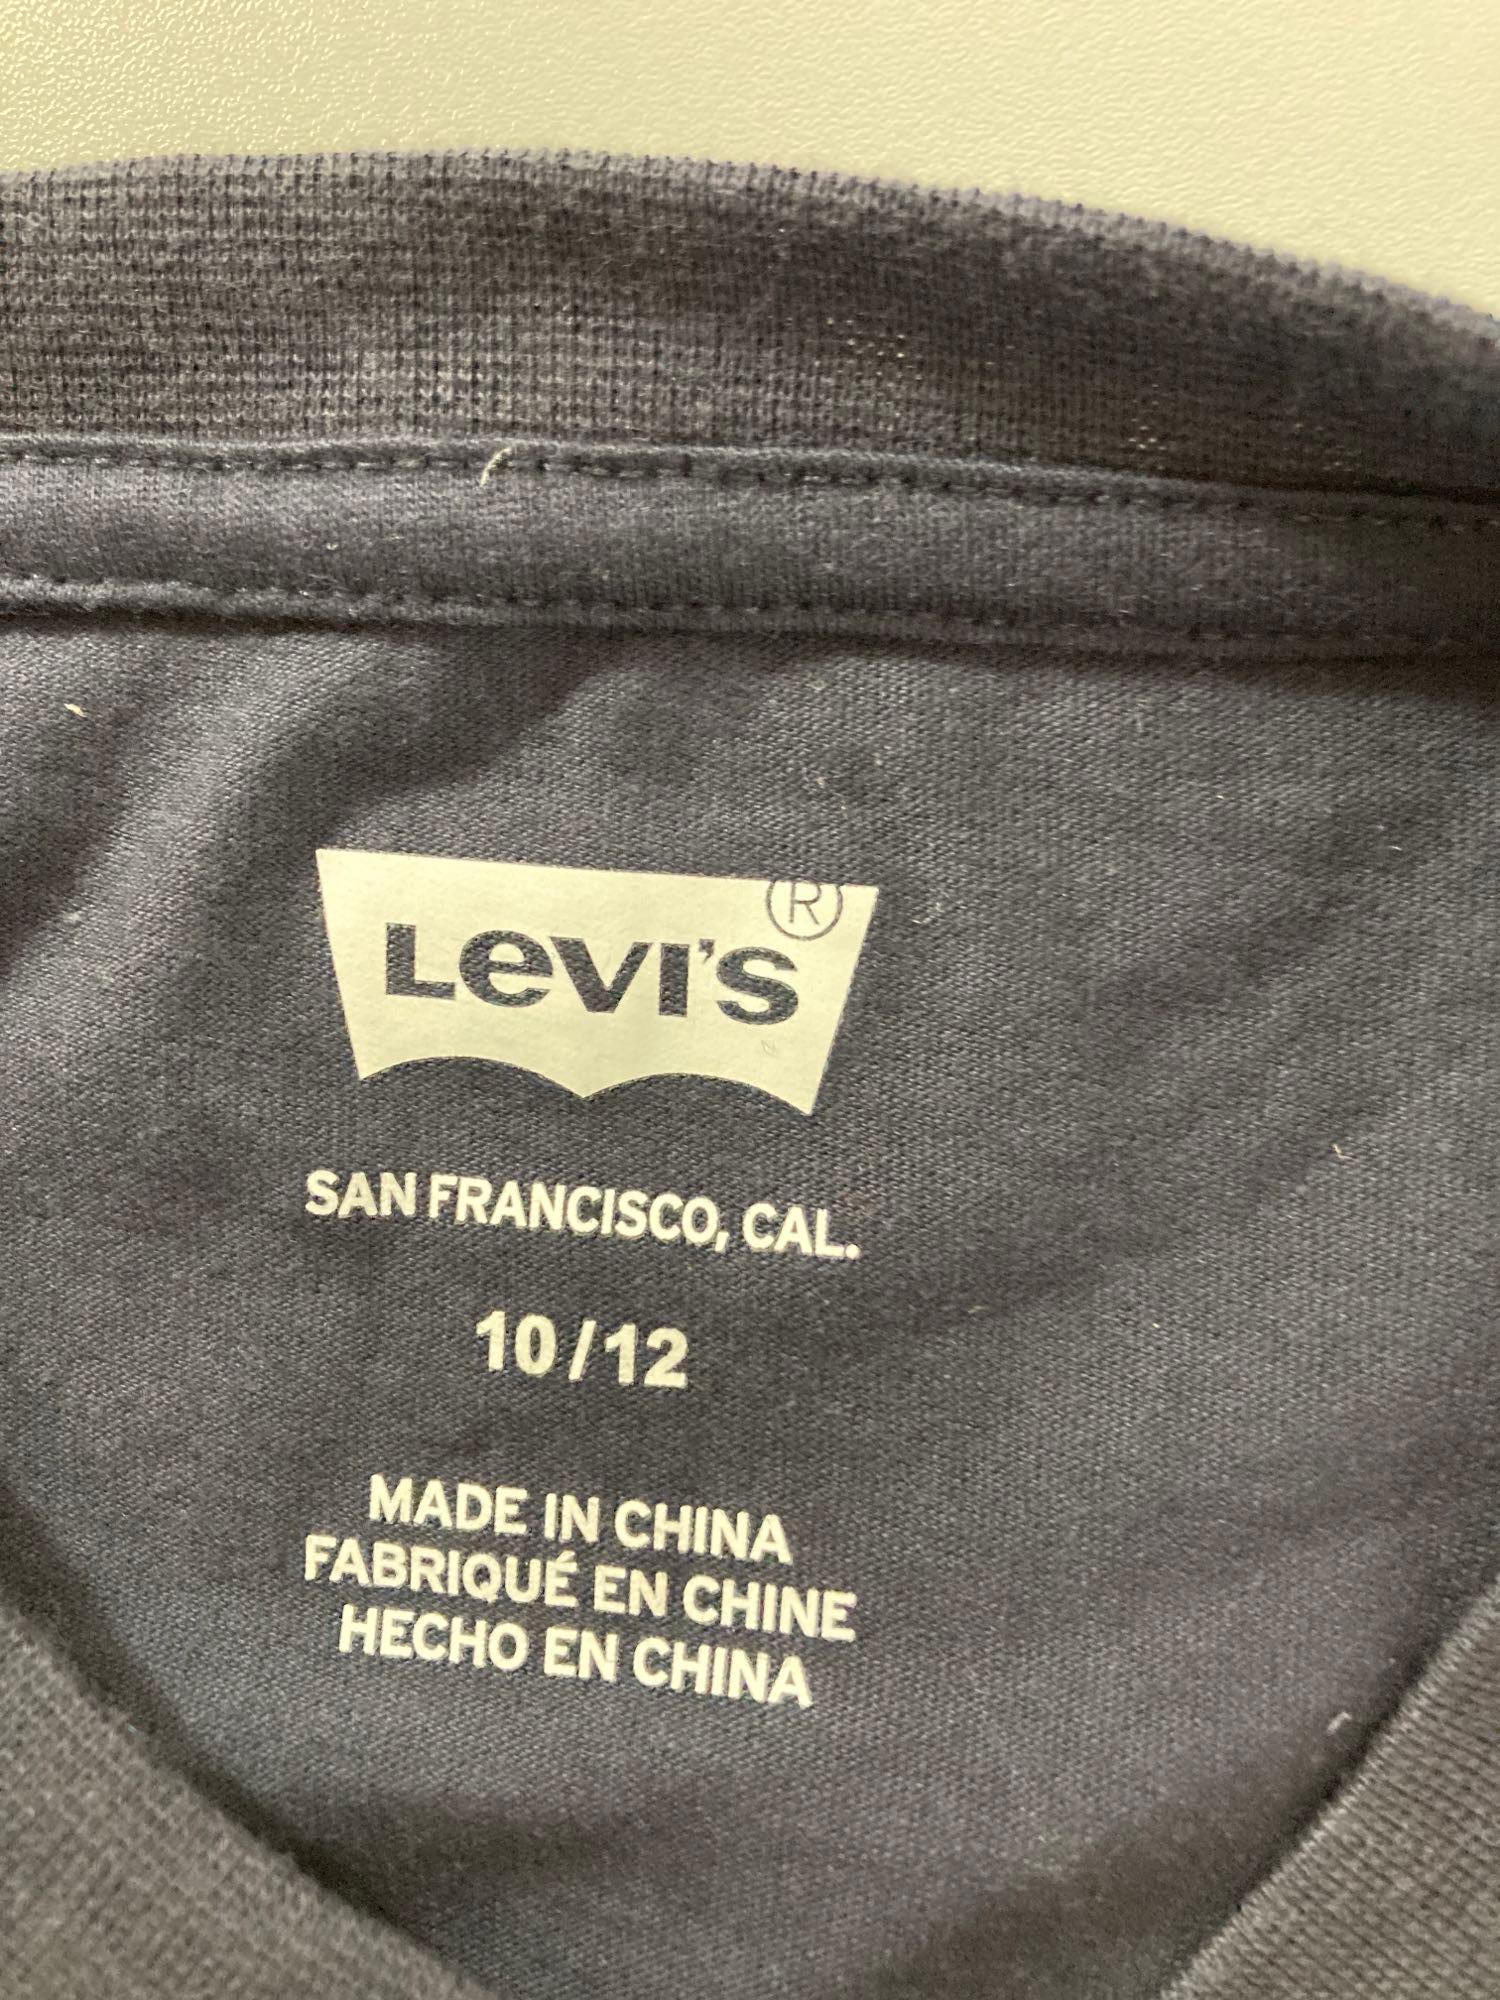 LEVI'S ®
SAN FRANCISCO, CAL.
10/12
MADE IN CHINA
FABRIQUÉ EN CHINE
HECHO EN CHINA